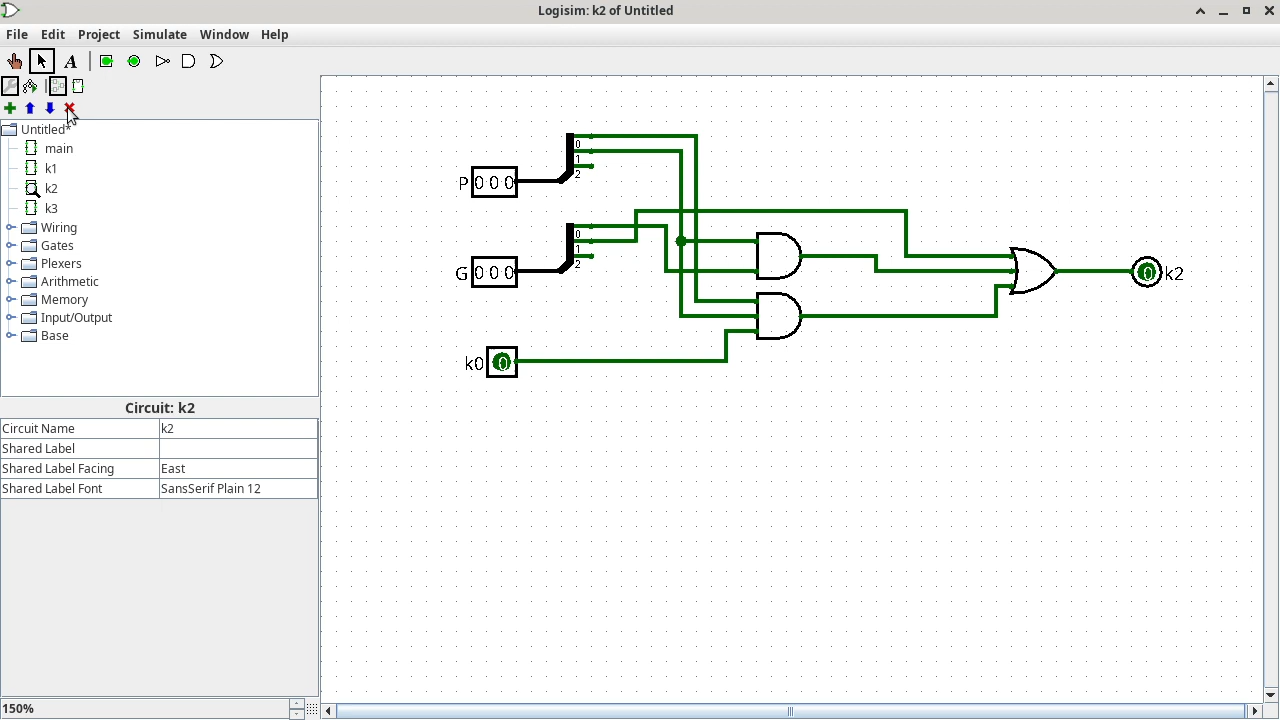 Logisim: k2 of Untitled
File Edit Project Simulate Window Help
A
Untitled*
main
k1
k2
k3
Wiring
Gates
Plexers
Arithmetic
Memory
Input/Output
Base
Circuit: k2
Circuit Name k2
Shared Label
Shared Label Facing East
Shared Label Font SansSerif Plain 12
150%
0
1
2
P 0 0 0
0
1
2
G 0 0 0
0 k2
k0 0